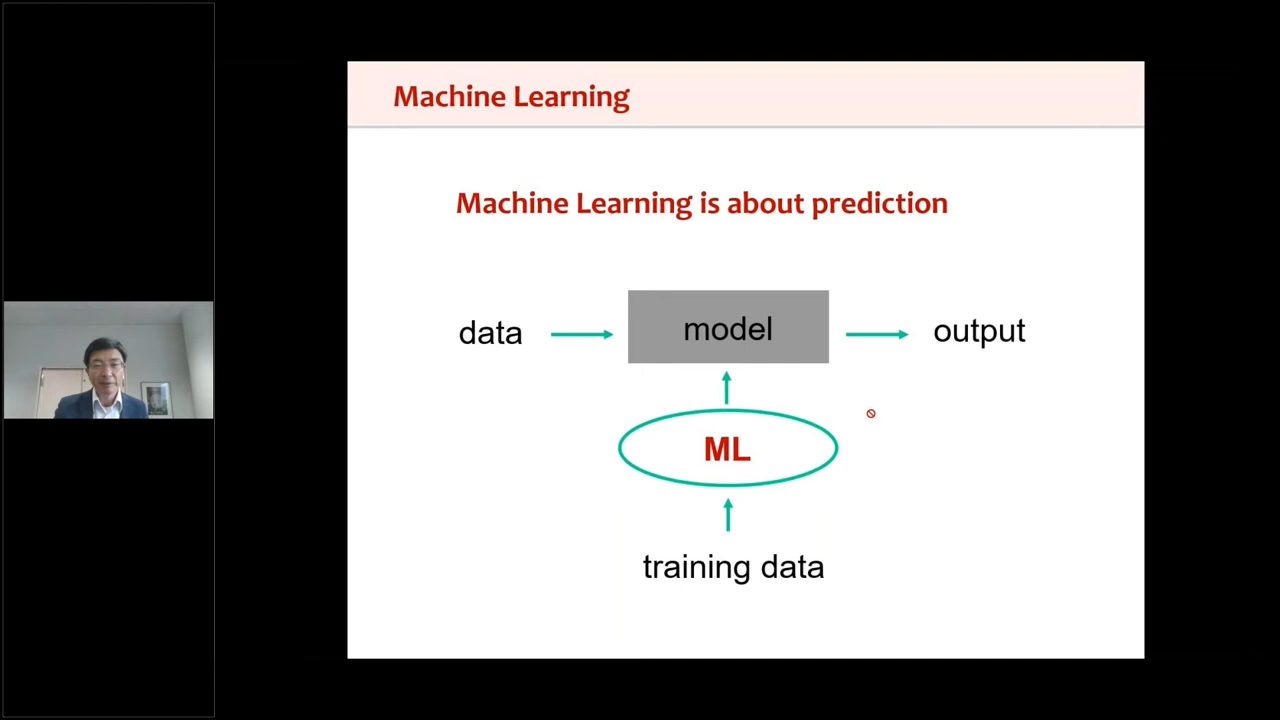 Machine Learning
Machine Learning is about prediction
data
model
output
ML
training data